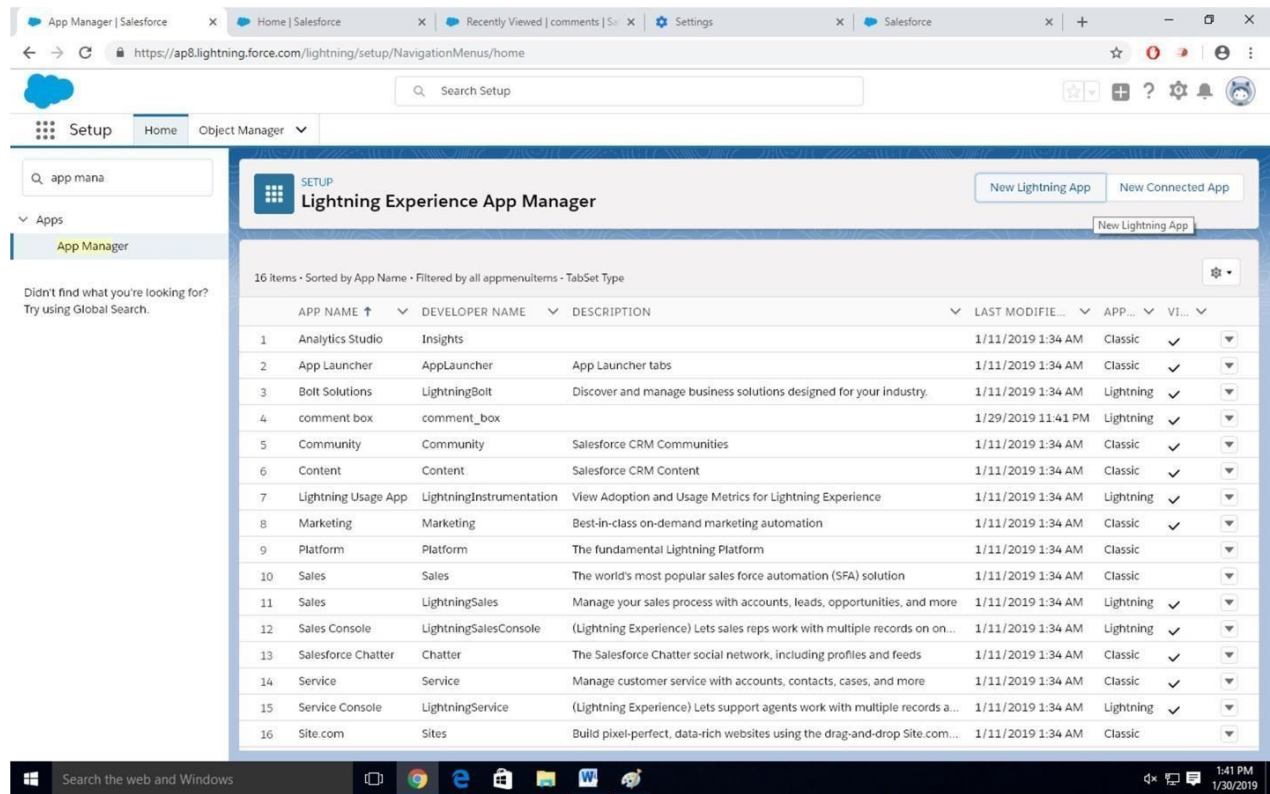 App Manager | Salesforce
Home | Salesforce
Recently Viewed | comments | Sa
Settings
Salesforce
https://ap8.lightning.force.com/lightning/setup/NavigationMenus/home
Search Setup
Setup Home Object Manager
app mana
Apps
App Manager
Didn't find what you're looking for?
Try using Global Search.
SETUP
Lightning Experience App Manager
New Lightning App New Connected App
New Lightning App
16 items • Sorted by App Name • Filtered by all appmenuitems - TabSet Type
APP NAME DEVELOPER NAME DESCRIPTION LAST MODIFIE... APP... VI...
1 Analytics Studio Insights 1/11/2019 1:34 AM Classic
2 App Launcher AppLauncher App Launcher tabs 1/11/2019 1:34 AM Classic
3 Bolt Solutions LightningBolt Discover and manage business solutions designed for your industry. 1/11/2019 1:34 AM Lightning
4 comment box comment_box 1/29/2019 11:41 PM Lightning
5 Community Community Salesforce CRM Communities 1/11/2019 1:34 AM Classic
6 Content Content Salesforce CRM Content 1/11/2019 1:34 AM Classic
7 Lightning Usage App LightningInstrumentation View Adoption and Usage Metrics for Lightning Experience 1/11/2019 1:34 AM Lightning
8 Marketing Marketing Best-in-class on-demand marketing automation 1/11/2019 1:34 AM Classic
9 Platform Platform The fundamental Lightning Platform 1/11/2019 1:34 AM Classic
10 Sales Sales The world's most popular sales force automation (SFA) solution 1/11/2019 1:34 AM Classic
11 Sales LightningSales Manage your sales process with accounts, leads, opportunities, and more 1/11/2019 1:34 AM Lightning
12 Sales Console LightningSalesConsole (Lightning Experience) Lets sales reps work with multiple records on on... 1/11/2019 1:34 AM Lightning
13 Salesforce Chatter Chatter The Salesforce Chatter social network, including profiles and feeds 1/11/2019 1:34 AM Classic
14 Service Service Manage customer service with accounts, contacts, cases, and more 1/11/2019 1:34 AM Classic
15 Service Console LightningService (Lightning Experience) Lets support agents work with multiple records a... 1/11/2019 1:34 AM Lightning
16 Site.com Sites Build pixel-perfect, data-rich websites using the drag-and-drop Site.com... 1/11/2019 1:34 AM Classic
Search the web and Windows
1:41 PM
1/30/2019